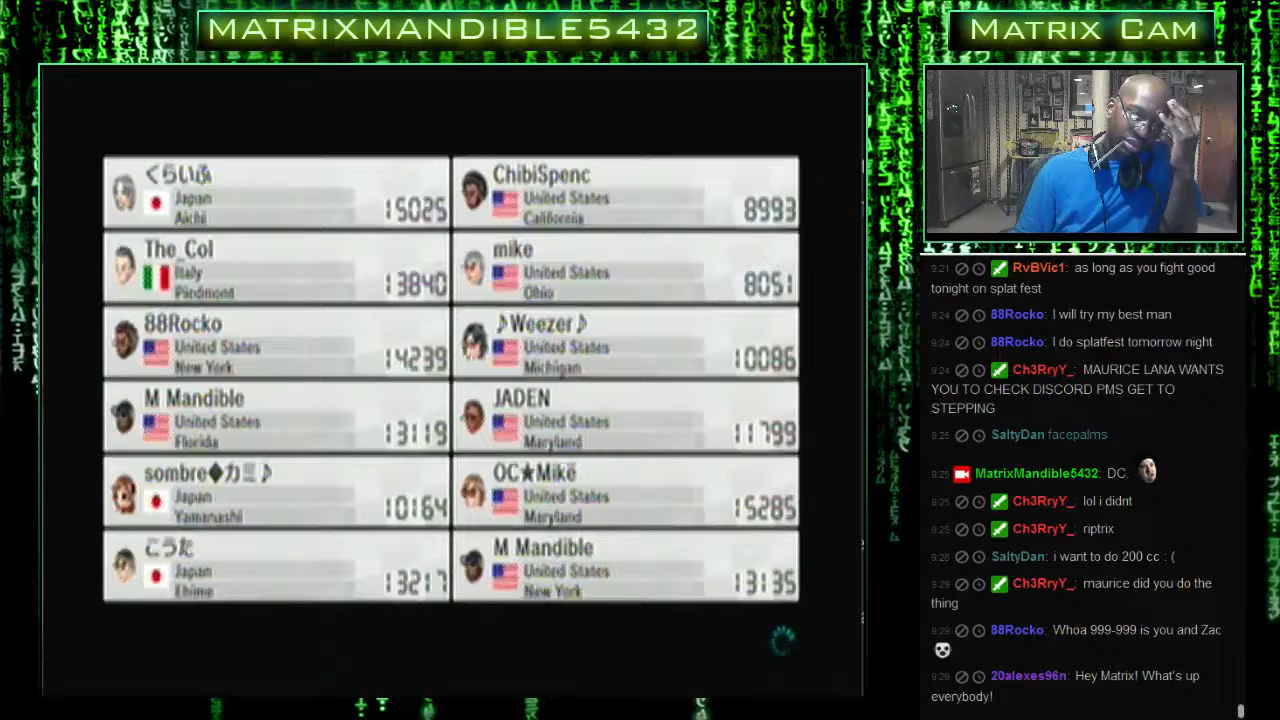 MATRIXMANDIBLE5432
Matrix Cam
くらいふ
Japan
Aichi
15025
ChibiSpenc
United States
California
8993
The_Col
Italy
Piedmont
13840
mike
United States
Ohio
8051
88Rocko
United States
New York
14239
♪Weezer♪
United States
Michigan
10086
M Mandible
United States
Florida
13119
JADEN
United States
Maryland
11799
sombre◆カミ♪
Japan
Yamanashi
10164
OC★Mike
United States
Maryland
15285
こうた
Japan
Ehime
13217
M Mandible
United States
New York
13135
9:21 RvBVic1: as long as you fight good
tonight on splat fest
9:24 88Rocko: I will try my best man
9:24 88Rocko: I do splatfest tomorrow night
9:24 Ch3RryY_: MAURICE LANA WANTS
YOU TO CHECK DISCORD PMS GET TO
STEPPING
9:25 SaltyDan facepalms
9:25 MatrixMandible5432: DC.
9:25 Ch3RryY_: lol i didnt
9:25 Ch3RryY_: riptrix
9:26 SaltyDan: i want to do 200 cc : (
9:29 Ch3RryY_: maurice did you do the
thing
9:29 88Rocko: Whoa 999-999 is you and Zac
9:29 20alexes96n: Hey Matrix! What's up
everybody!